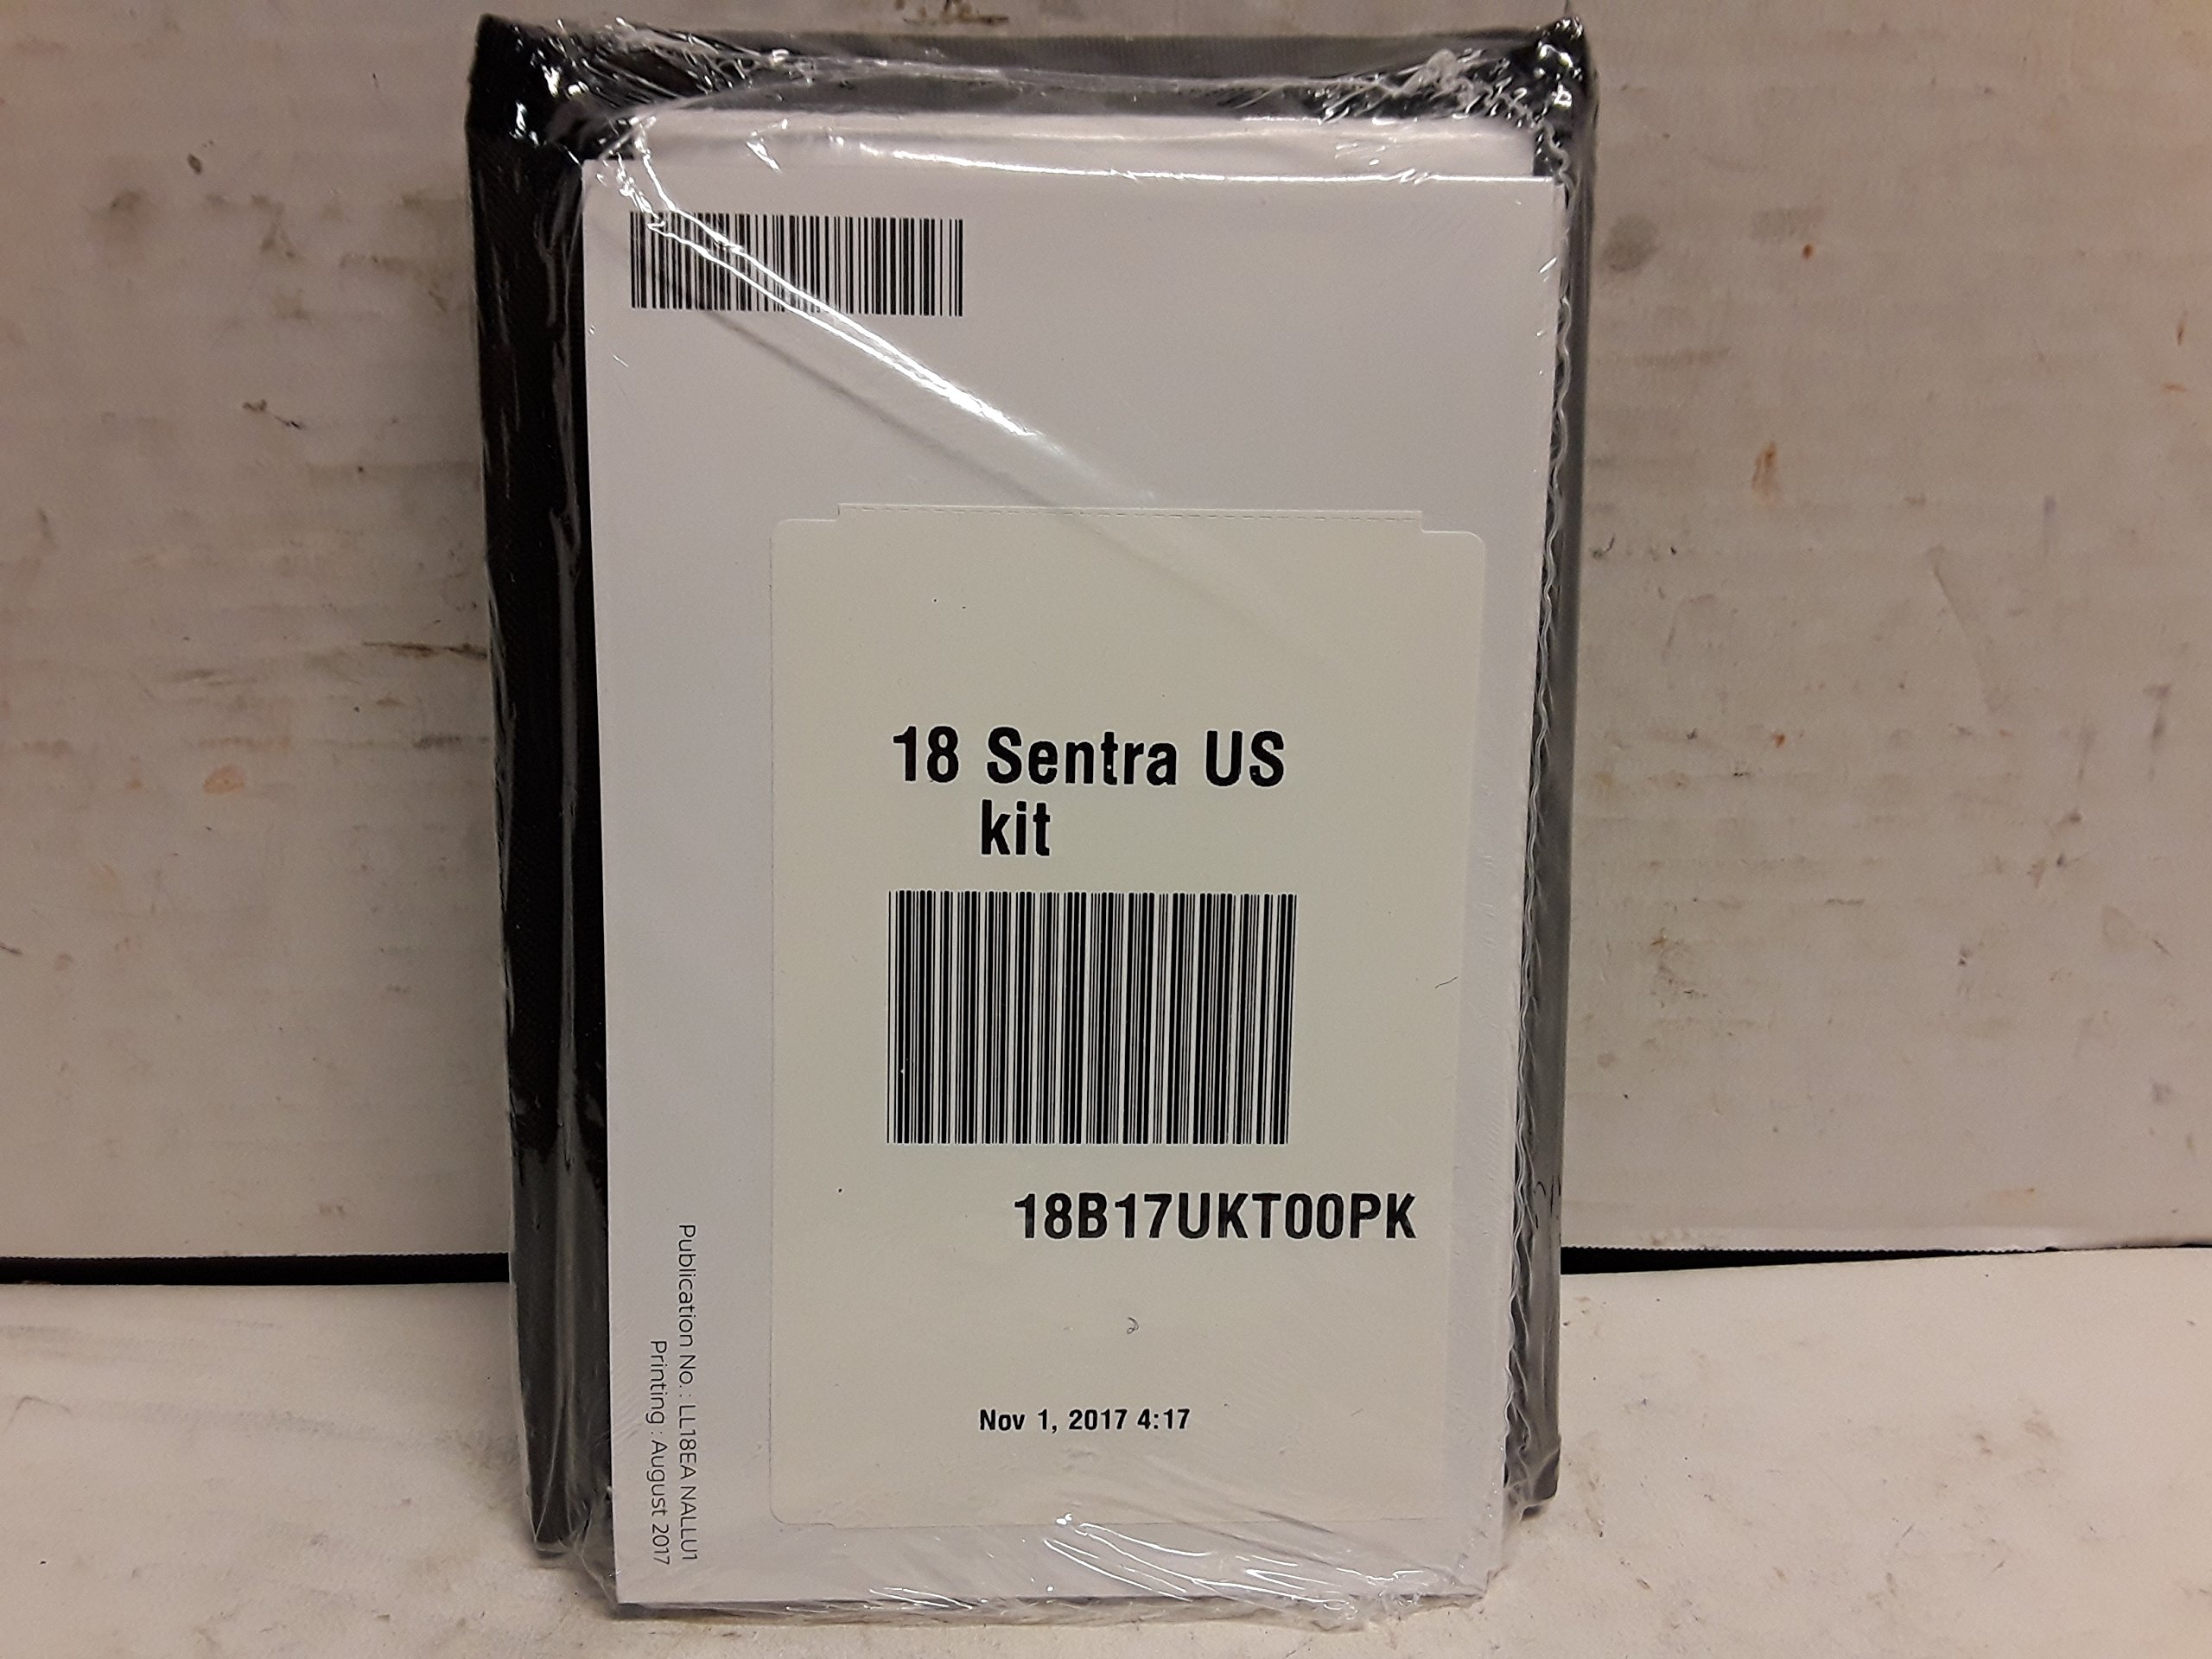 18 Sentra US
kit
18B17UKT00PK
Nov 1, 2017 4:17
Publication No.: LL18EA NALLU1
Printing : August 2017